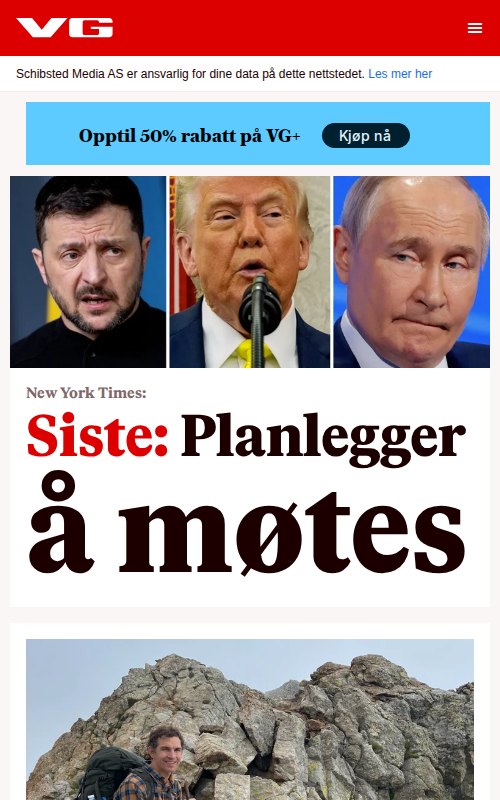 VG
Schibsted Media AS er ansvarlig for dine data på dette nettstedet. Les mer her
Opptil 50% rabatt på VG+ Kjøp nå
New York Times:
Siste: Planlegger
å møtes